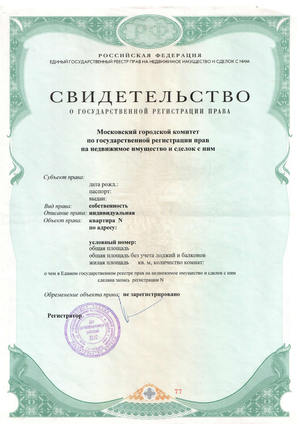 РФ
РОССИЙСКАЯ ФЕДЕРАЦИЯ
ЕДИНЫЙ ГОСУДАРСТВЕННЫЙ РЕЕСТР ПРАВ НА НЕДВИЖИМОЕ ИМУЩЕСТВО И СДЕЛОК С НИМ
СВИДЕТЕЛЬСТВО
О ГОСУДАРСТВЕННОЙ РЕГИСТРАЦИИ ПРАВА
Московский городской комитет
по государственной регистрации прав
на недвижимое имущество и сделок с ним
Субъект права:
дата рожд.:
паспорт:
выдан:
Вид права: собственность
Описание права: индивидуальная
Объект права: квартира N
по адресу:
условный номер:
общая площадь
общая площадь без учета лоджий и балконов
жилая площадь кв. м, количество комнат:
о чем в Едином государственном реестре прав на недвижимое имущество и сделок с ним
сделана запись регистрации N
Обременение объекта права: не зарегистрировано
Регистратор
77